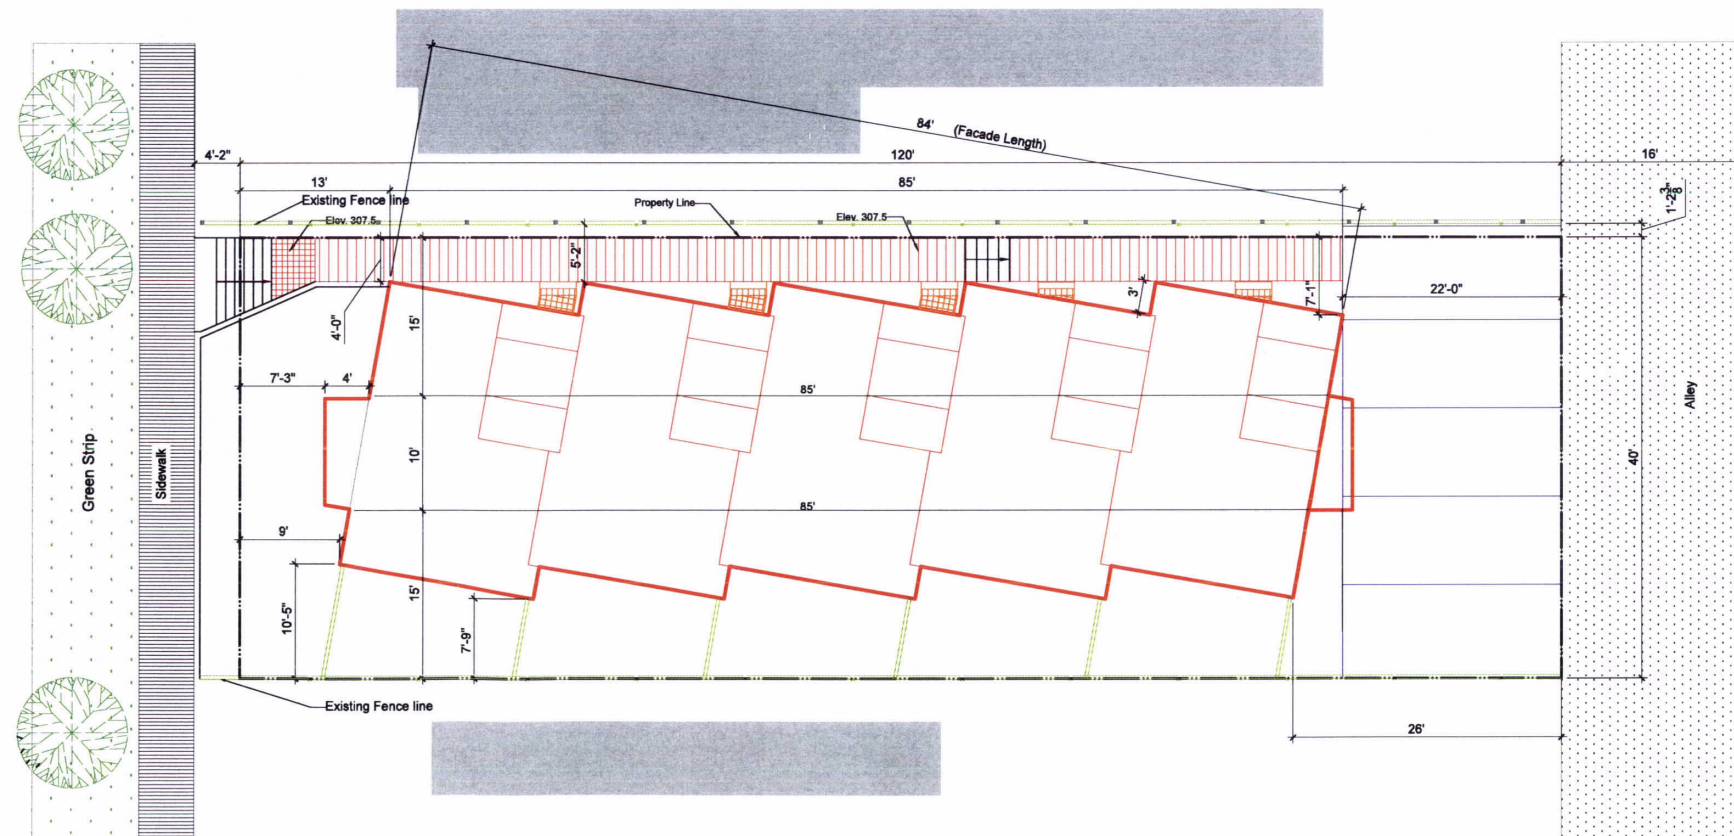 84' (Facade Length)
4'-2"
120'
16'
13'
85'
1'-2 3/8"
Existing Fence line
Property Line
Elev. 307.5
Elev. 307.5
5'-2"
4'-0"
15'
3'
7'-1"
22'-0"
7'-3"
4'
85'
Alley
Green Strip
Sidewalk
10'
40'
85'
9'
10'-5"
15'
7'-9"
Existing Fence line
26'